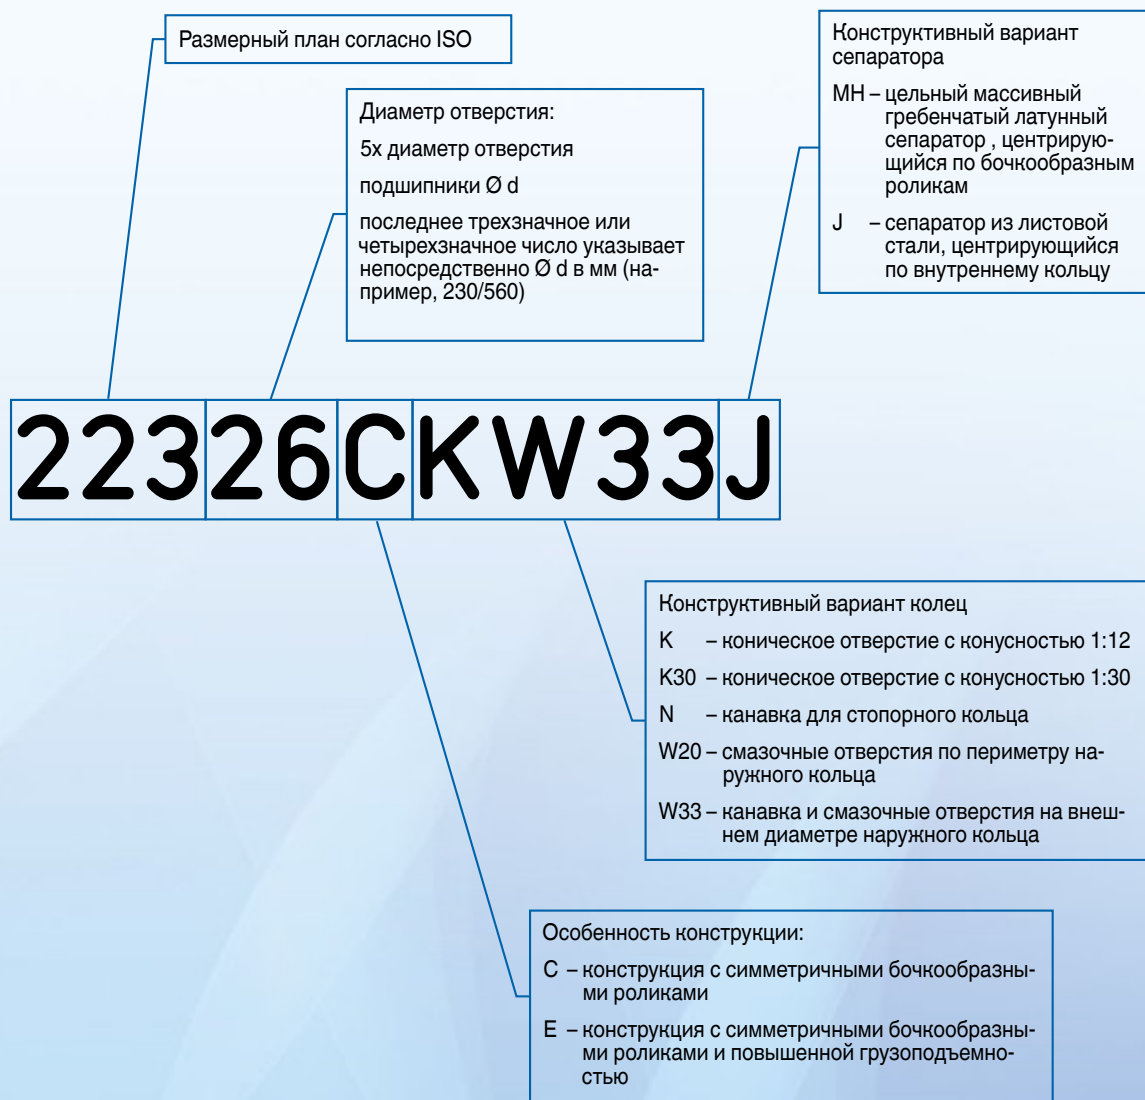 Размерный план согласно ISO
Конструктивный вариант
сепаратора
MH – цельный массивный
гребенчатый латунный
сепаратор , центрирую-
щийся по бочкообразным
роликам
J – сепаратор из листовой
стали, центрирующийся
по внутреннему кольцу
Диаметр отверстия:
5x диаметр отверстия
подшипники Ø d
последнее трехзначное или
четырехзначное число указывает
непосредственно Ø d в мм (на-
пример, 230/560)
22326CKW33J
Конструктивный вариант колец
K – коническое отверстие с конусностью 1:12
K30 – коническое отверстие с конусностью 1:30
N – канавка для стопорного кольца
W20 – смазочные отверстия по периметру на-
ружного кольца
W33 – канавка и смазочные отверстия на внеш-
нем диаметре наружного кольца
Особенность конструкции:
C – конструкция с симметричными бочкообразны-
ми роликами
E – конструкция с симметричными бочкообразны-
ми роликами и повышенной грузоподъемно-
стью